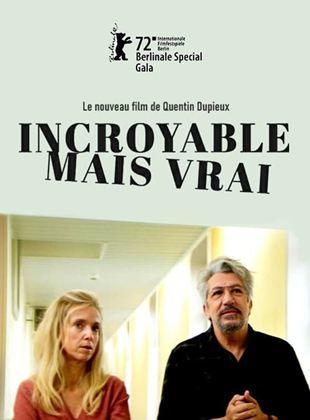 72
Internationale
Filmfestspiele
Berlin
Berlinale Special
Gala
Le nouveau film de Quentin Dupieux
INCROYABLE
MAIS VRAI